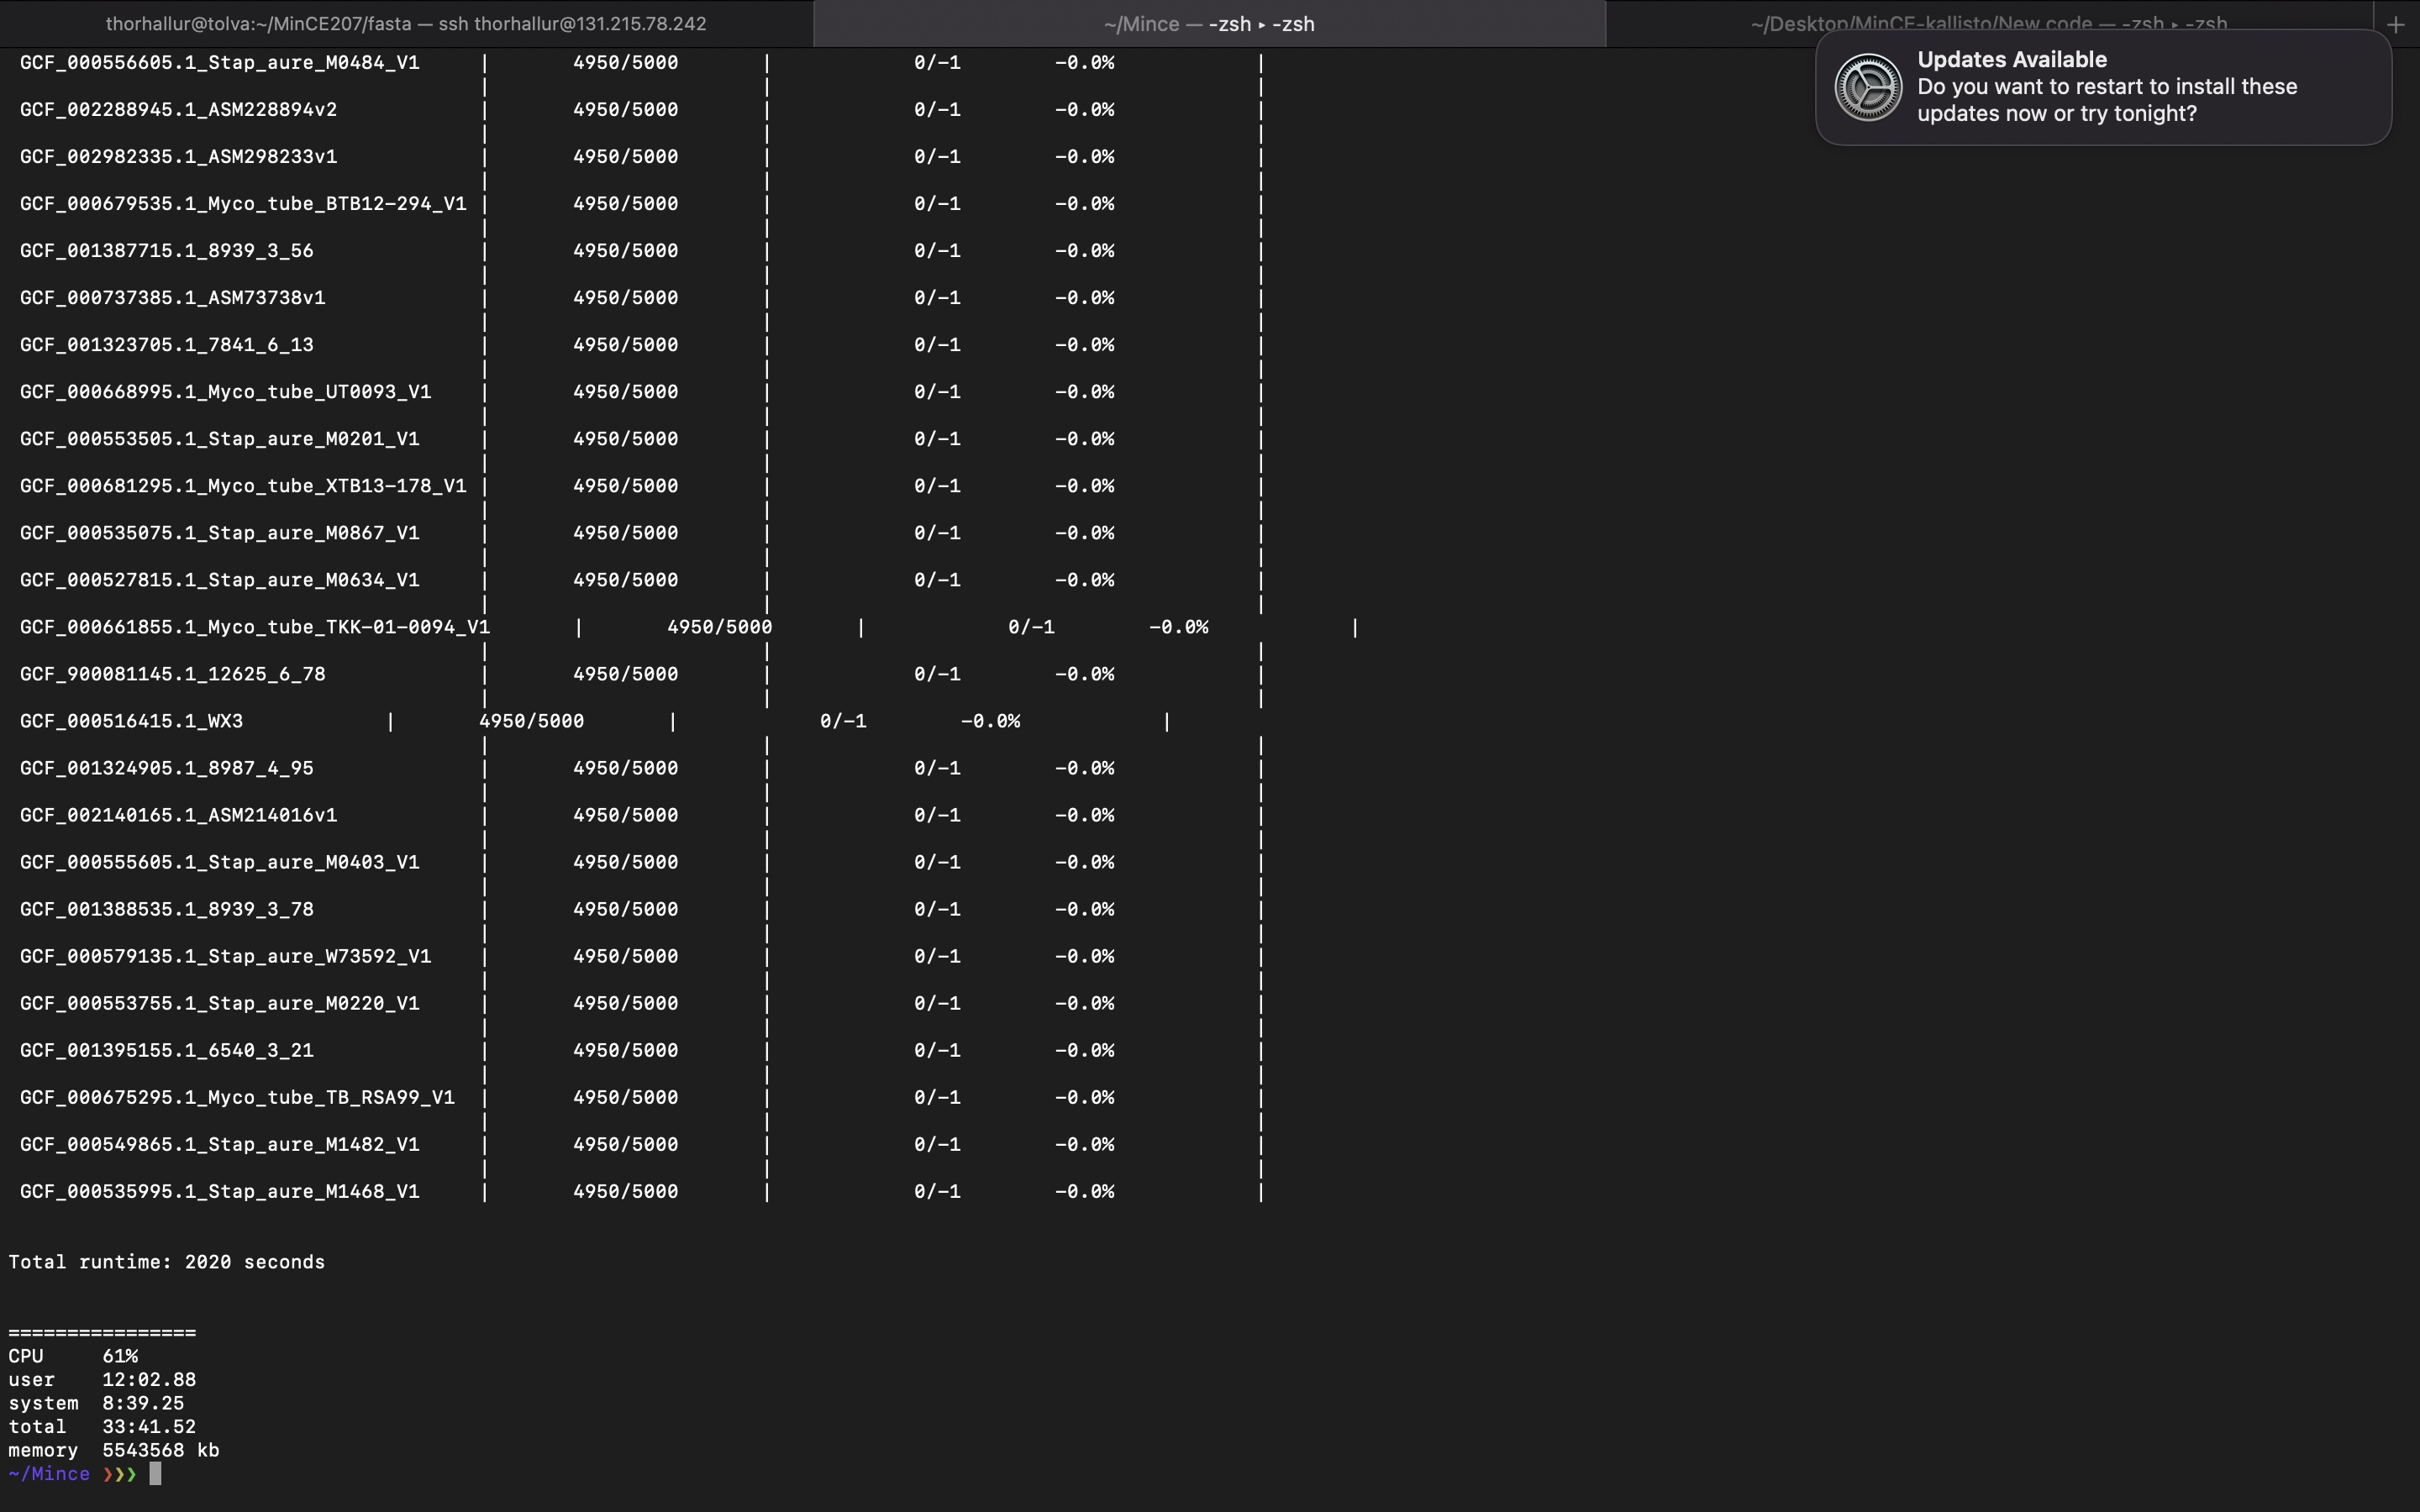 thorhallur@tolva:~/MinCE207/fasta — ssh thorhallur@131.215.78.242
~/Mince — -zsh ▸ -zsh
~/Desktop/MinCE-kallisto/New code — -zsh ▸ -zsh
+
Updates Available
Do you want to restart to install these
updates now or try tonight?
GCF_000556605.1_Stap_aure_M0484_V1 | 4950/5000 | 0/-1 -0.0% |
| | |
GCF_002288945.1_ASM228894v2 | 4950/5000 | 0/-1 -0.0% |
| | |
GCF_002982335.1_ASM298233v1 | 4950/5000 | 0/-1 -0.0% |
| | |
GCF_000679535.1_Myco_tube_BTB12-294_V1 | 4950/5000 | 0/-1 -0.0% |
| | |
GCF_001387715.1_8939_3_56 | 4950/5000 | 0/-1 -0.0% |
| | |
GCF_000737385.1_ASM73738v1 | 4950/5000 | 0/-1 -0.0% |
| | |
GCF_001323705.1_7841_6_13 | 4950/5000 | 0/-1 -0.0% |
| | |
GCF_000668995.1_Myco_tube_UT0093_V1 | 4950/5000 | 0/-1 -0.0% |
| | |
GCF_000553505.1_Stap_aure_M0201_V1 | 4950/5000 | 0/-1 -0.0% |
| | |
GCF_000681295.1_Myco_tube_XTB13-178_V1 | 4950/5000 | 0/-1 -0.0% |
| | |
GCF_000535075.1_Stap_aure_M0867_V1 | 4950/5000 | 0/-1 -0.0% |
| | |
GCF_000527815.1_Stap_aure_M0634_V1 | 4950/5000 | 0/-1 -0.0% |
| | |
GCF_000661855.1_Myco_tube_TKK-01-0094_V1 | 4950/5000 | 0/-1 -0.0% |
| | |
GCF_900081145.1_12625_6_78 | 4950/5000 | 0/-1 -0.0% |
| | |
GCF_000516415.1_WX3 | 4950/5000 | 0/-1 -0.0% |
| | |
GCF_001324905.1_8987_4_95 | 4950/5000 | 0/-1 -0.0% |
| | |
GCF_002140165.1_ASM214016v1 | 4950/5000 | 0/-1 -0.0% |
| | |
GCF_000555605.1_Stap_aure_M0403_V1 | 4950/5000 | 0/-1 -0.0% |
| | |
GCF_001388535.1_8939_3_78 | 4950/5000 | 0/-1 -0.0% |
| | |
GCF_000579135.1_Stap_aure_W73592_V1 | 4950/5000 | 0/-1 -0.0% |
| | |
GCF_000553755.1_Stap_aure_M0220_V1 | 4950/5000 | 0/-1 -0.0% |
| | |
GCF_001395155.1_6540_3_21 | 4950/5000 | 0/-1 -0.0% |
| | |
GCF_000675295.1_Myco_tube_TB_RSA99_V1 | 4950/5000 | 0/-1 -0.0% |
| | |
GCF_000549865.1_Stap_aure_M1482_V1 | 4950/5000 | 0/-1 -0.0% |
| | |
GCF_000535995.1_Stap_aure_M1468_V1 | 4950/5000 | 0/-1 -0.0% |
Total runtime: 2020 seconds
================
CPU 61%
user 12:02.88
system 8:39.25
total 33:41.52
memory 5543568 kb
~/Mince ❯❯❯